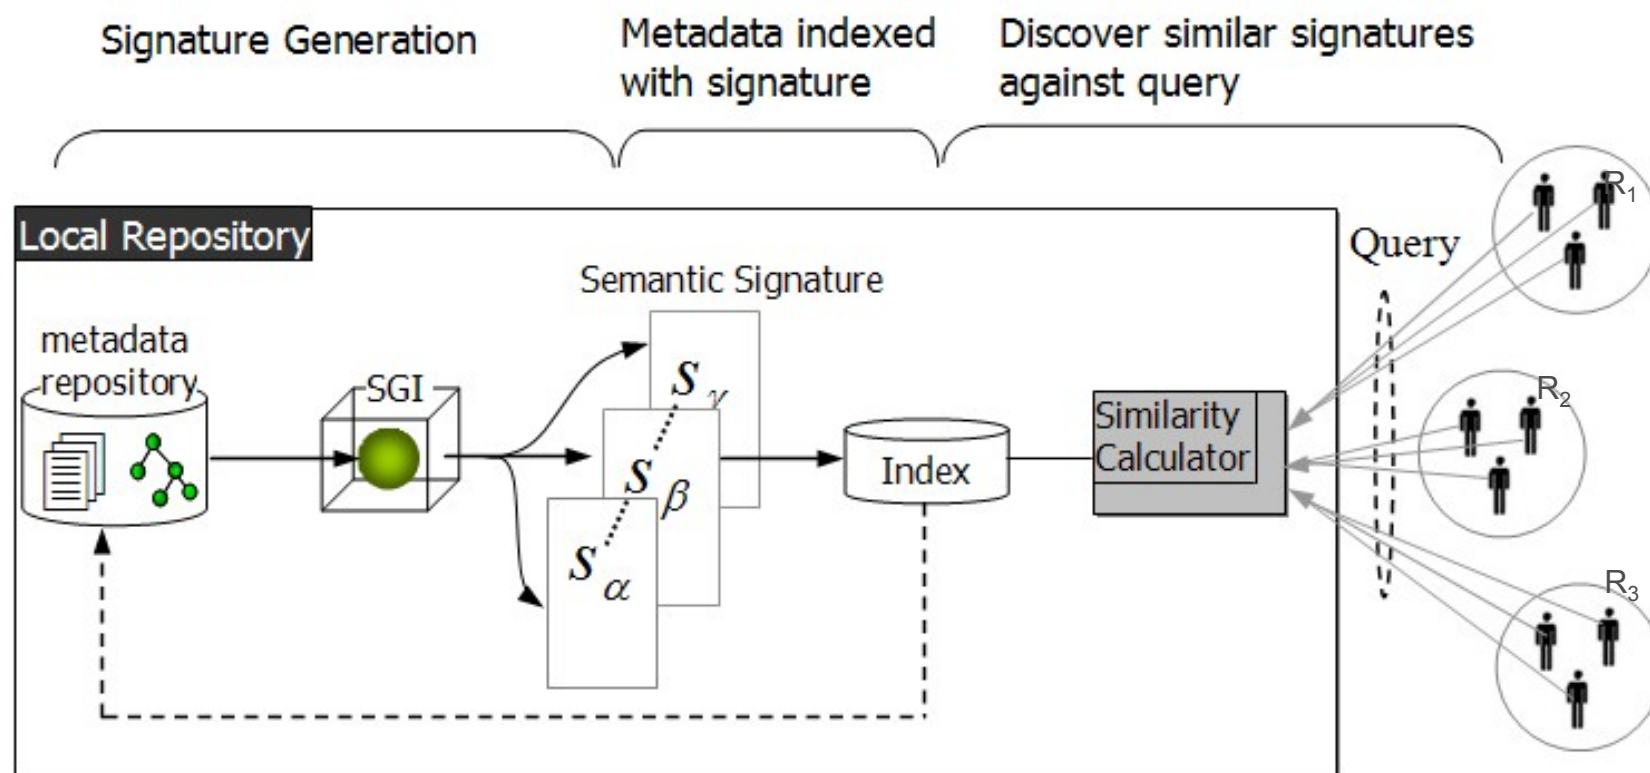 Signature Generation
Metadata indexed
with signature
Discover similar signatures
against query
Local Repository
Semantic Signature
metadata
repository
SGI
S γ
S β
S α
Index
Similarity
Calculator
Query
R1
R2
R3